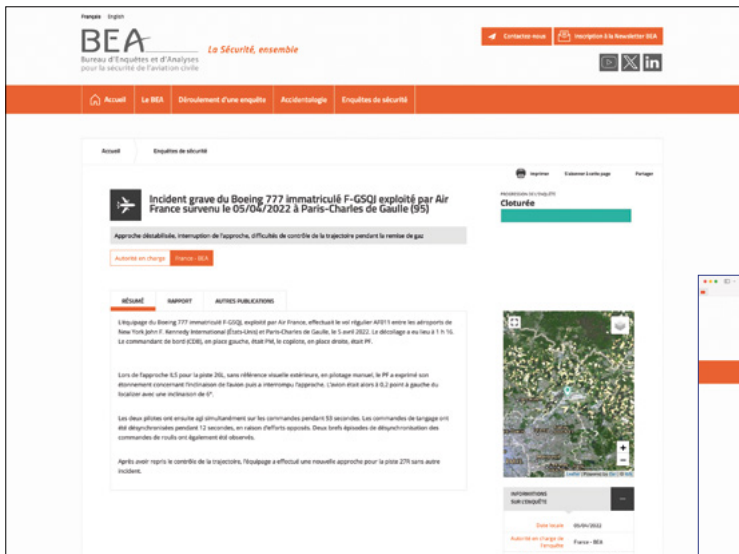 Français English
BEA
Bureau d'Enquêtes et d'Analyses
pour la sécurité de l'aviation civile
La Sécurité, ensemble
Contactez-nous
Inscription à la Newsletter BEA
Accueil
Le BEA
Déroulement d'une enquête
Accidentologie
Enquêtes de sécurité
Accueil
Enquêtes de sécurité
Imprimer
S'abonner à cette page
Partager
Incident grave du Boeing 777 immatriculé F-GSQJ exploité par Air
France survenu le 05/04/2022 à Paris-Charles de Gaulle (95)
PROGRESSION DE L'ENQUÊTE
Cloturée
Approche déstabilisée, interruption de l'approche, difficultés de contrôle de la trajectoire pendant la remise de gaz
Autorité en charge
France - BEA
RÉSUMÉ
RAPPORT
AUTRES PUBLICATIONS
L'équipage du Boeing 777 immatriculé F-GSQJ, exploité par Air France, effectuait le vol régulier AF011 entre les aéroports de
New York John F. Kennedy International (États-Unis) et Paris-Charles de Gaulle, le 5 avril 2022. Le décollage a eu lieu à 1 h 16.
Le commandant de bord (CDB), en place gauche, était PM, le copilote, en place droite, était PF.
Lors de l'approche ILS pour la piste 26L, sans référence visuelle extérieure, en pilotage manuel, le PF a exprimé son
étonnement concernant l'inclinaison de l'avion puis a interrompu l'approche. L'avion était alors à 0,2 point à gauche du
localizer avec une inclinaison de 6°.
Les deux pilotes ont ensuite agi simultanément sur les commandes pendant 53 secondes. Les commandes de tangage ont
été désynchronisées pendant 12 secondes, en raison d'efforts opposés. Deux brefs épisodes de désynchronisation des
commandes de roulis ont également été observés.
Après avoir repris le contrôle de la trajectoire, l'équipage a effectué une nouvelle approche pour la piste 27R sans autre
incident.
+
−
Leaflet | Powered by Esri | © IGN
INFORMATIONS
SUR L'ENQUÊTE
Date locale
05/04/2022
Autorité en charge de
l'enquête
France - BEA